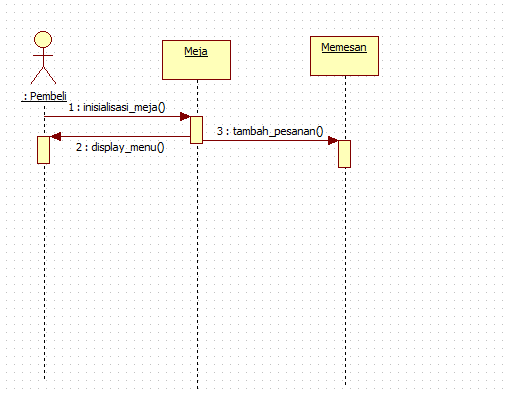 Meja
Memesan
: Pembeli
1 : inisialisasi_meja()
3 : tambah_pesanan()
2 : display_menu()